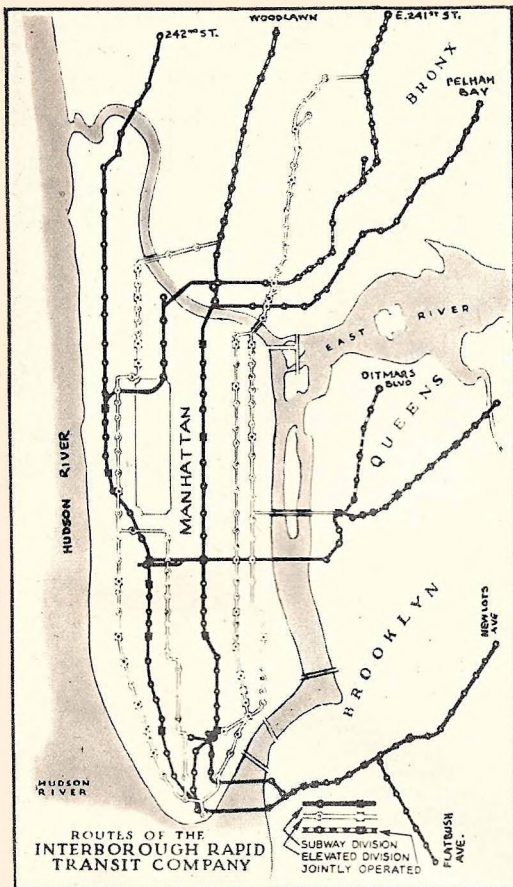 242ND ST.
WOODLAWN
E. 241ST ST.
BRONX
PELHAM
BAY
EAST RIVER
DITMARS
BLVD
QUEENS
MANHATTAN
HUDSON RIVER
BROOKLYN
NEW LOTS
AVE
FLATBUSH
AVE.
HUDSON
RIVER
ROUTES OF THE
INTERBOROUGH RAPID
TRANSIT COMPANY
SUBWAY DIVISION
ELEVATED DIVISION
JOINTLY OPERATED